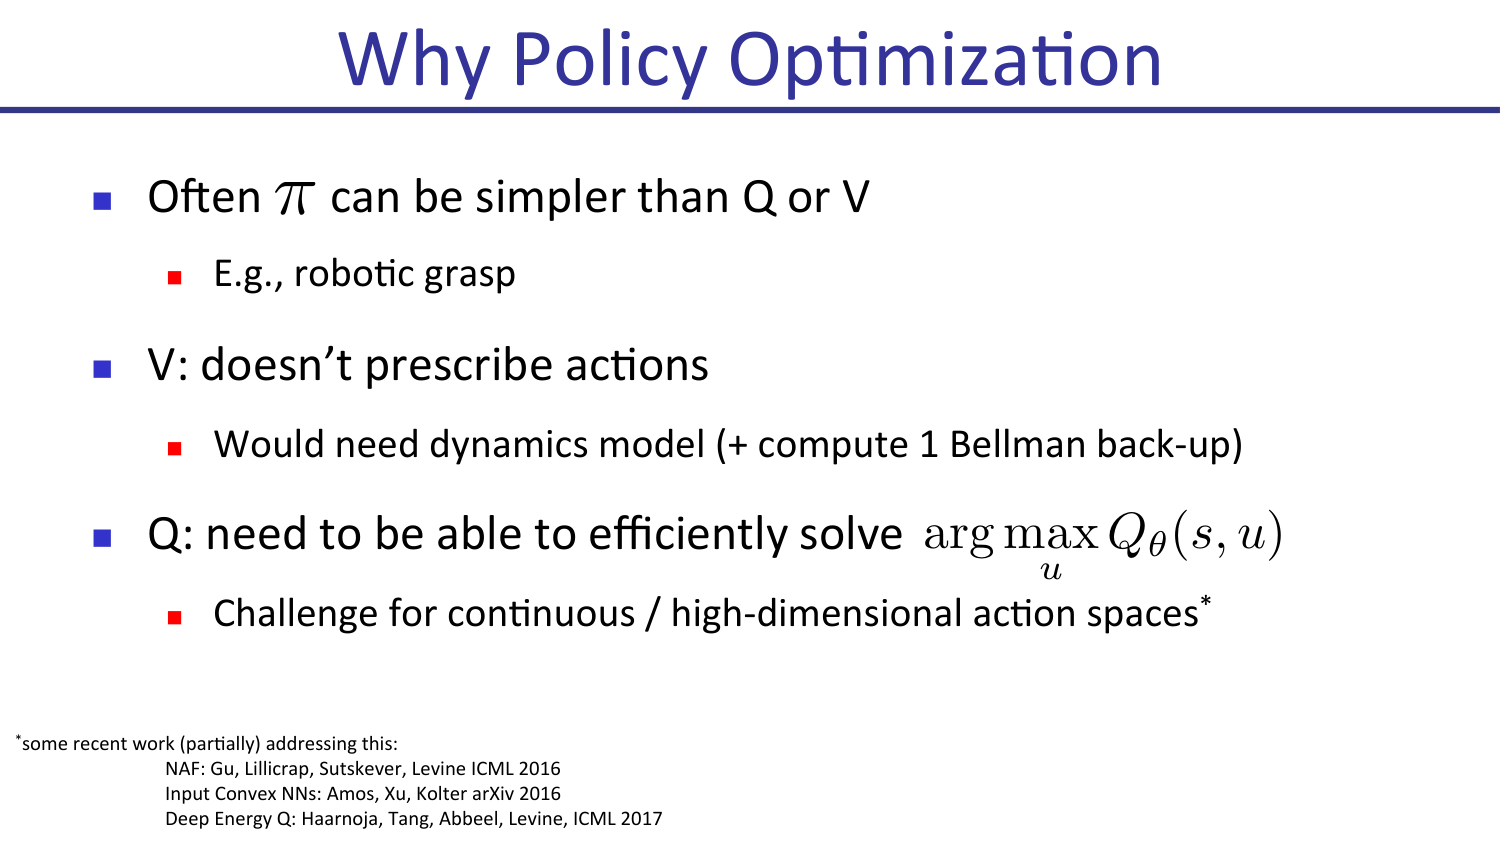 Why Policy Optimization
Often π can be simpler than Q or V
E.g., robotic grasp
V: doesn’t prescribe actions
Would need dynamics model (+ compute 1 Bellman back-up)
Q: need to be able to efficiently solve arg max_u Q_θ(s, u)
Challenge for continuous / high-dimensional action spaces*
*some recent work (partially) addressing this:
NAF: Gu, Lillicrap, Sutskever, Levine ICML 2016
Input Convex NNs: Amos, Xu, Kolter arXiv 2016
Deep Energy Q: Haarnoja, Tang, Abbeel, Levine, ICML 2017